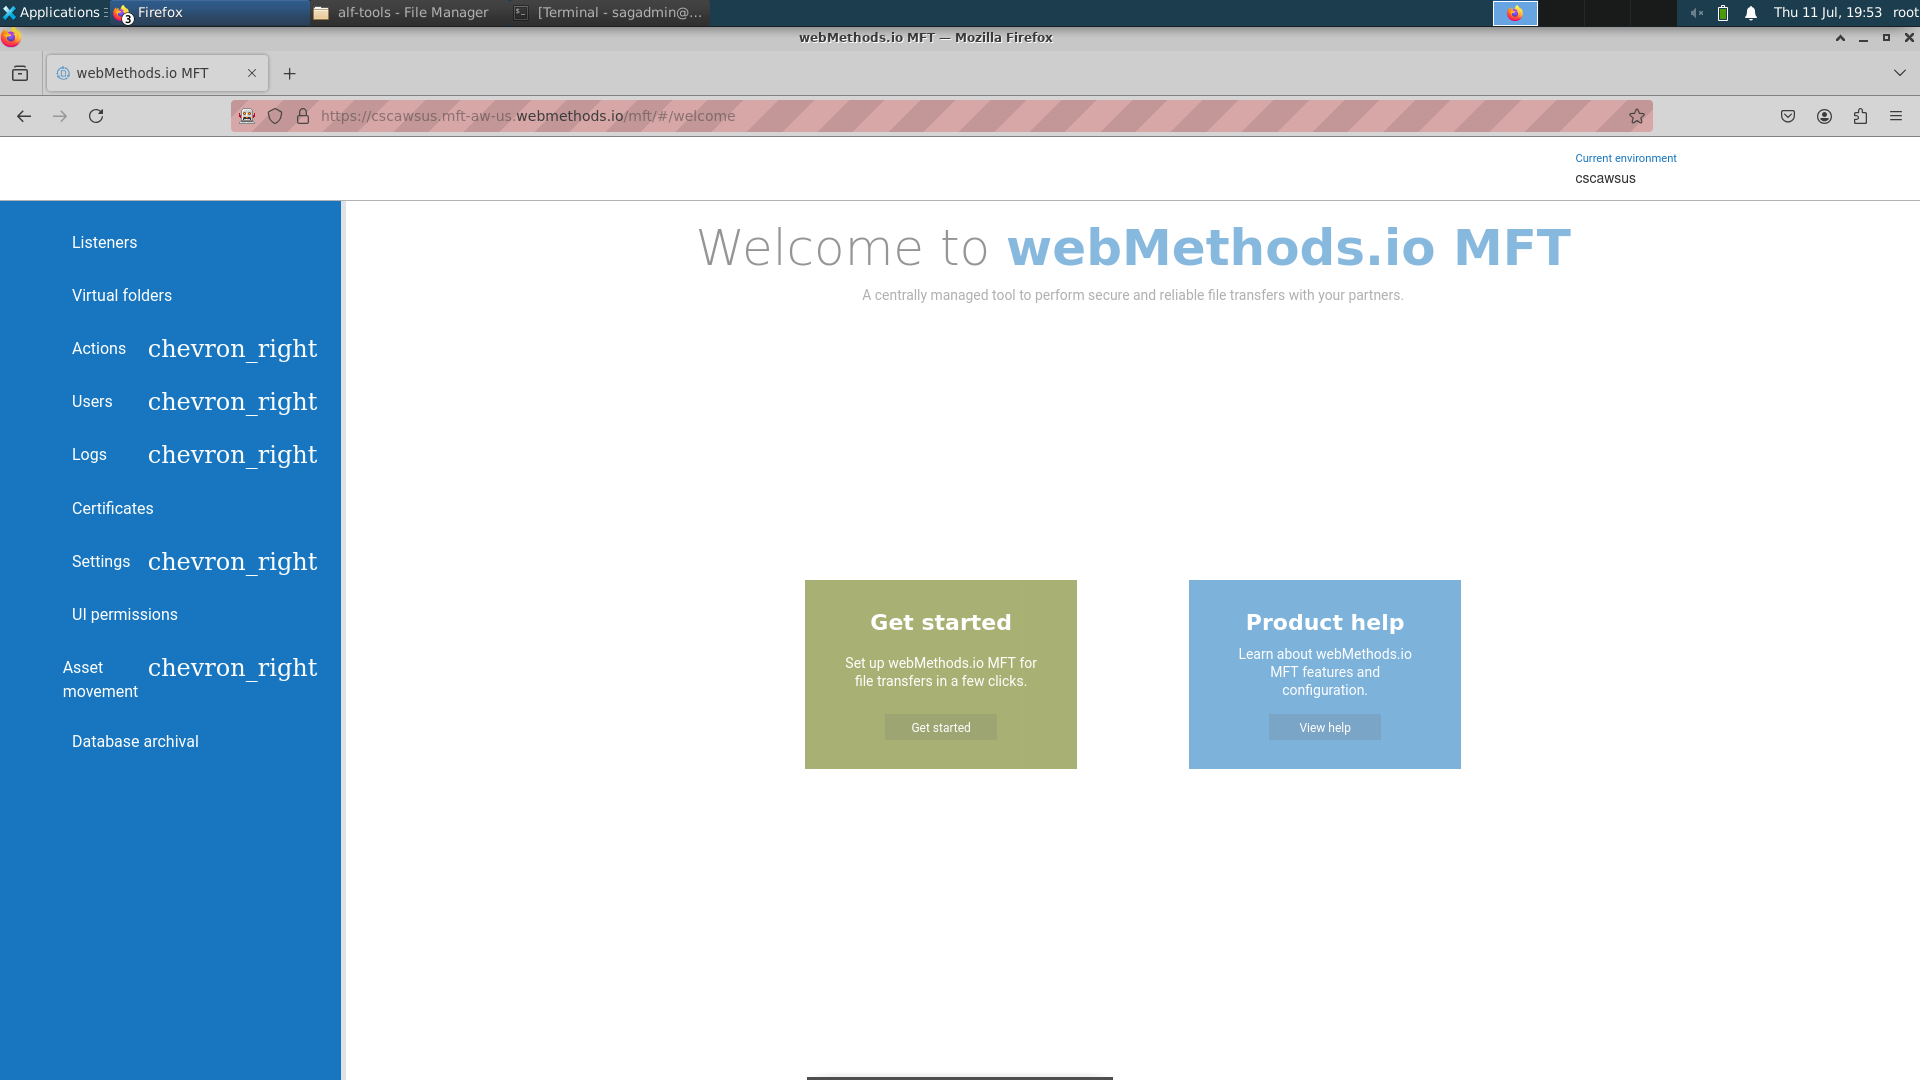 Applications Firefox 3 alf-tools - File Manager [Terminal - sagadmin@... Thu 11 Jul, 19:53 root
webMethods.io MFT — Mozilla Firefox
webMethods.io MFT
https://cscawsus.mft-aw-us.webmethods.io/mft/#/welcome
Current environment
cscawsus
Listeners
Virtual folders
Actions chevron_right
Users chevron_right
Logs chevron_right
Certificates
Settings chevron_right
UI permissions
Asset movement chevron_right
Database archival
Welcome to webMethods.io MFT
A centrally managed tool to perform secure and reliable file transfers with your partners.
Get started
Set up webMethods.io MFT for
file transfers in a few clicks.
Get started
Product help
Learn about webMethods.io
MFT features and
configuration.
View help